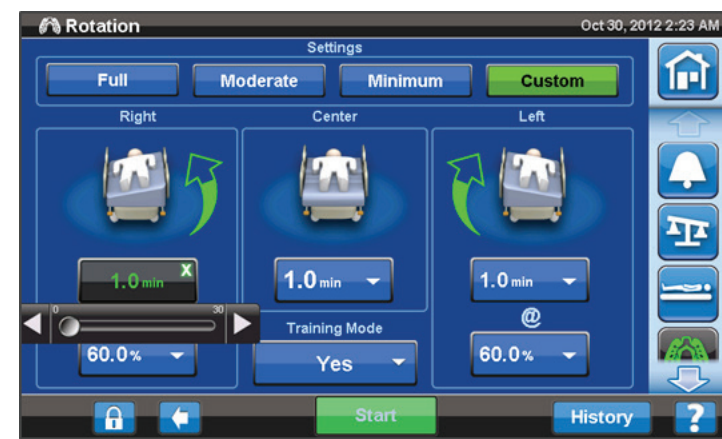 Rotation
Oct 30, 2012 2:23 AM
Settings
Full Moderate Minimum Custom
Right Center Left
1.0 min X
1.0 min
1.0 min
0 30
@
60.0%
Training Mode
Yes
60.0%
Start
History
?